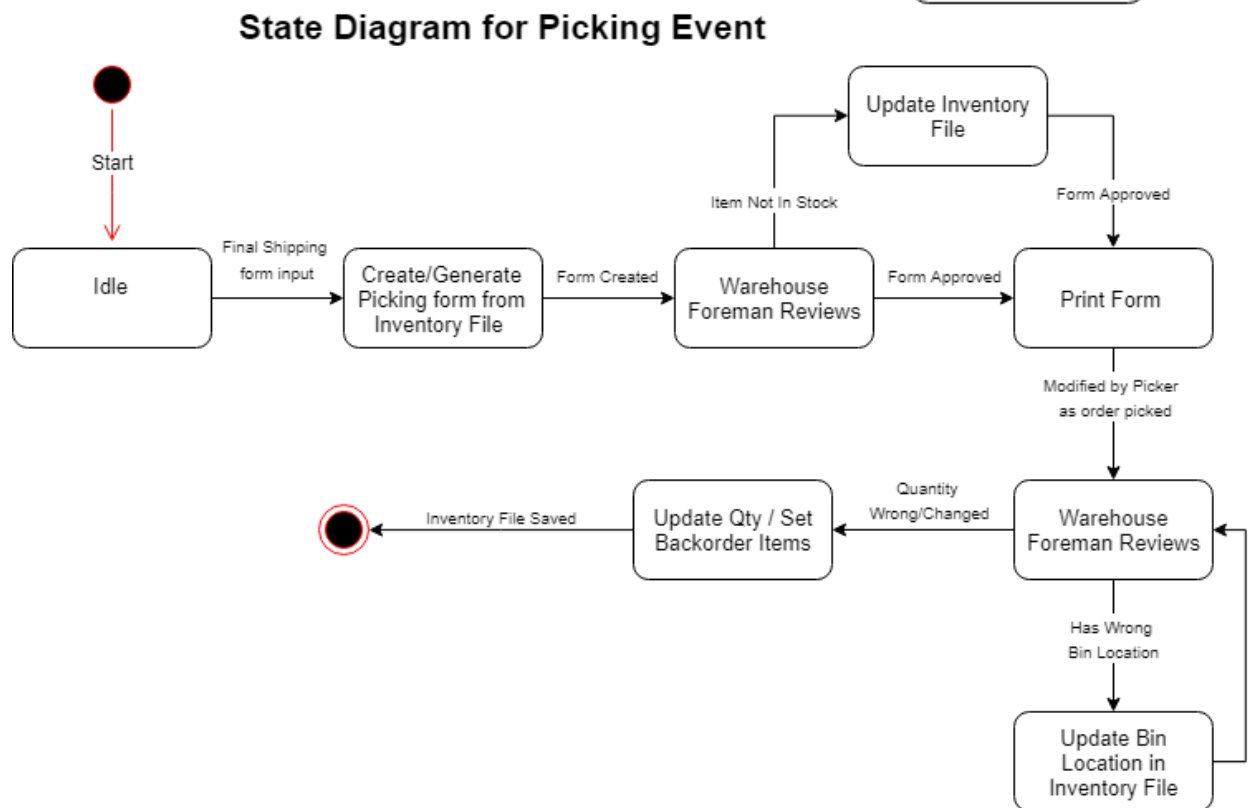 State Diagram for Picking Event
Start
Update Inventory
File
Item Not In Stock
Form Approved
Idle
Final Shipping
form input
Create/Generate
Picking form from
Inventory File
Form Created
Warehouse
Foreman Reviews
Form Approved
Print Form
Modified by Picker
as order picked
Inventory File Saved
Update Qty / Set
Backorder Items
Quantity
Wrong/Changed
Warehouse
Foreman Reviews
Has Wrong
Bin Location
Update Bin
Location in
Inventory File